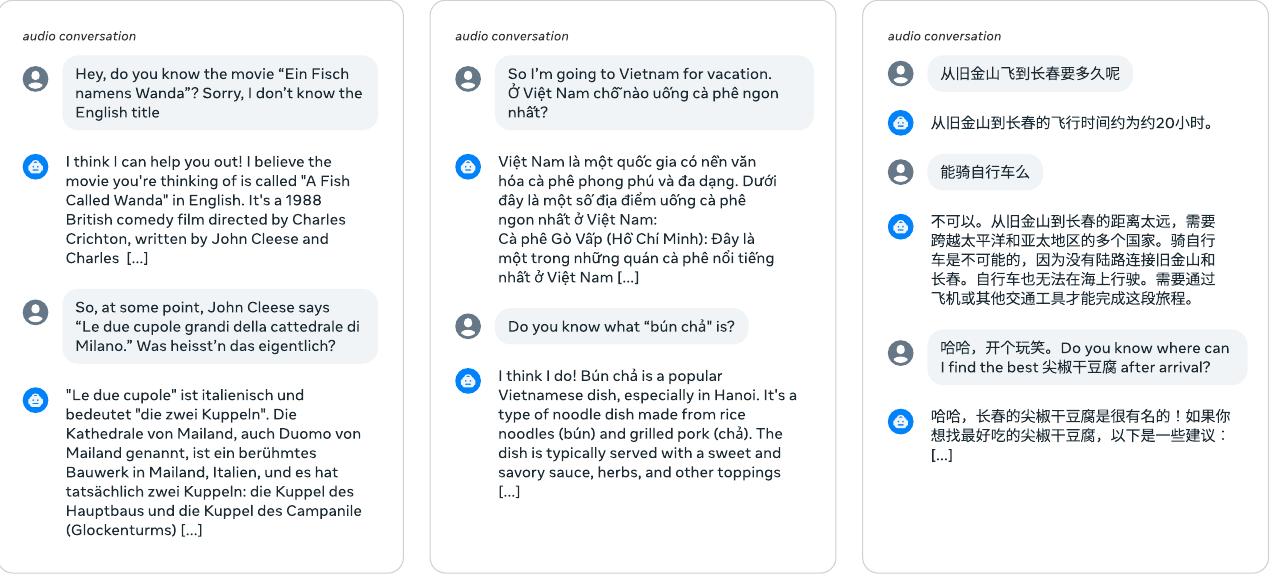 audio conversation
Hey, do you know the movie “Ein Fisch
namens Wanda”? Sorry, I don’t know the
English title
I think I can help you out! I believe the
movie you're thinking of is called "A Fish
Called Wanda" in English. It's a 1988
British comedy film directed by Charles
Crichton, written by John Cleese and
Charles [...]
So, at some point, John Cleese says
“Le due cupole grandi della cattedrale di
Milano.” Was heisst’n das eigentlich?
"Le due cupole" ist italienisch und
bedeutet "die zwei Kuppeln". Die
Kathedrale von Mailand, auch Duomo von
Mailand genannt, ist ein berühmtes
Bauwerk in Mailand, Italien, und es hat
tatsächlich zwei Kuppeln: die Kuppel des
Hauptbaus und die Kuppel des Campanile
(Glockenturms) [...]
audio conversation
So I’m going to Vietnam for vacation.
Ở Việt Nam chỗ nào uống cà phê ngon
nhất?
Việt Nam là một quốc gia có nền văn
hóa cà phê phong phú và đa dạng. Dưới
đây là một số địa điểm uống cà phê
ngon nhất ở Việt Nam:
Cà phê Gò Vấp (Hồ Chí Minh): Đây là
một trong những quán cà phê nổi tiếng
nhất ở Việt Nam [...]
Do you know what “bún chả" is?
I think I do! Bún chả is a popular
Vietnamese dish, especially in Hanoi. It's a
type of noodle dish made from rice
noodles (bún) and grilled pork (chả). The
dish is typically served with a sweet and
savory sauce, herbs, and other toppings
[...]
audio conversation
从旧金山飞到长春要多久呢
从旧金山到长春的飞行时间约为约20小时。
能骑自行车么
不可以。从旧金山到长春的距离太远，需要
跨越太平洋和亚太地区的多个国家。骑自行
车是不可能的，因为没有陆路连接旧金山和
长春。自行车也无法在海上行驶。需要通过
飞机或其他交通工具才能完成这段旅程。
哈哈，开个玩笑。Do you know where can
I find the best 尖椒干豆腐 after arrival?
哈哈，长春的尖椒干豆腐是很有名的！如果你
想找最好吃的尖椒干豆腐，以下是一些建议：
[...]